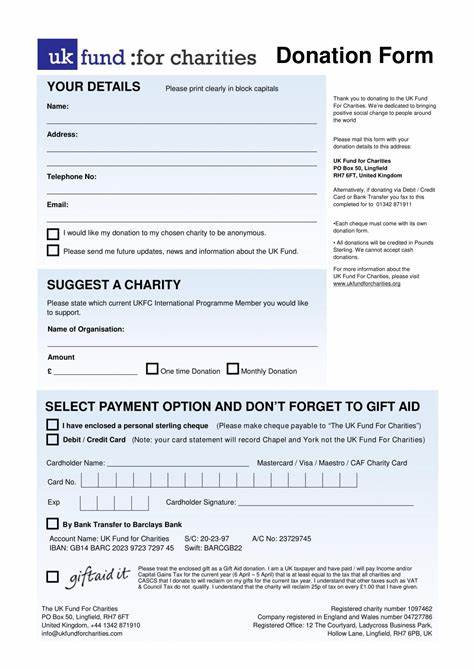 uk fund :for charities Donation Form
YOUR DETAILS Please print clearly in block capitals
Name:
Address:
Telephone No:
Email:
I would like my donation to my chosen charity to be anonymous.
Please send me future updates, news and information about the UK Fund.
Thank you to donating to the UK Fund
For Charities. We're dedicated to bringing
positive social change to people around
the world
Please mail this form with your
donation details to this address:
UK Fund for Charities
PO Box 50, Lingfield
RH7 6FT, United Kingdom
Alternatively, if donating via Debit / Credit
Card or Bank Transfer you fax to this
completed for to 01342 871911
•Each cheque must come with its own
donation form.
• All donations will be credited in Pounds
Sterling. We cannot accept cash
donations.
For more information about the
UK Fund For Charities, please visit
www.ukfundforcharities.org
SUGGEST A CHARITY
Please state which current UKFC International Programme Member you would like
to support.
Name of Organisation:
Amount
£ One time Donation Monthly Donation
SELECT PAYMENT OPTION AND DON'T FORGET TO GIFT AID
I have enclosed a personal sterling cheque (Please make cheque payable to "The UK Fund For Charities")
Debit / Credit Card (Note: your card statement will record Chapel and York not the UK Fund For Charities)
Cardholder Name: Mastercard / Visa / Maestro / CAF Charity Card
Card No.
Exp Cardholder Signature:
By Bank Transfer to Barclays Bank
Account Name: UK Fund for Charities S/C: 20-23-97 A/C No: 23729745
IBAN: GB14 BARC 2023 9723 7297 45 Swift: BARCGB22
giftaid it
Please treat the enclosed gift as a Gift Aid donation. I am a UK taxpayer and have paid / will pay Income and/or
Capital Gains Tax for the current year (6 April – 5 April) that is at least equal to the tax that all charities and
CASCS that I donate to will reclaim on my gifts for the current tax year. I understand that other taxes such as VAT
& Council Tax do not qualify. I understand that the charity will reclaim 25p of tax on every £1.00 that I have given.
The UK Fund For Charities
PO Box 50, Lingfield, RH7 6FT
United Kingdom, +44 1342 871910
info@ukfundforcharities.com
Registered charity number 1097462
Company registered in England and Wales number 04727786
Registered Office: 12 The Courtyard, Ladycross Business Park,
Hollow Lane, Lingfield, RH7 6PB, UK